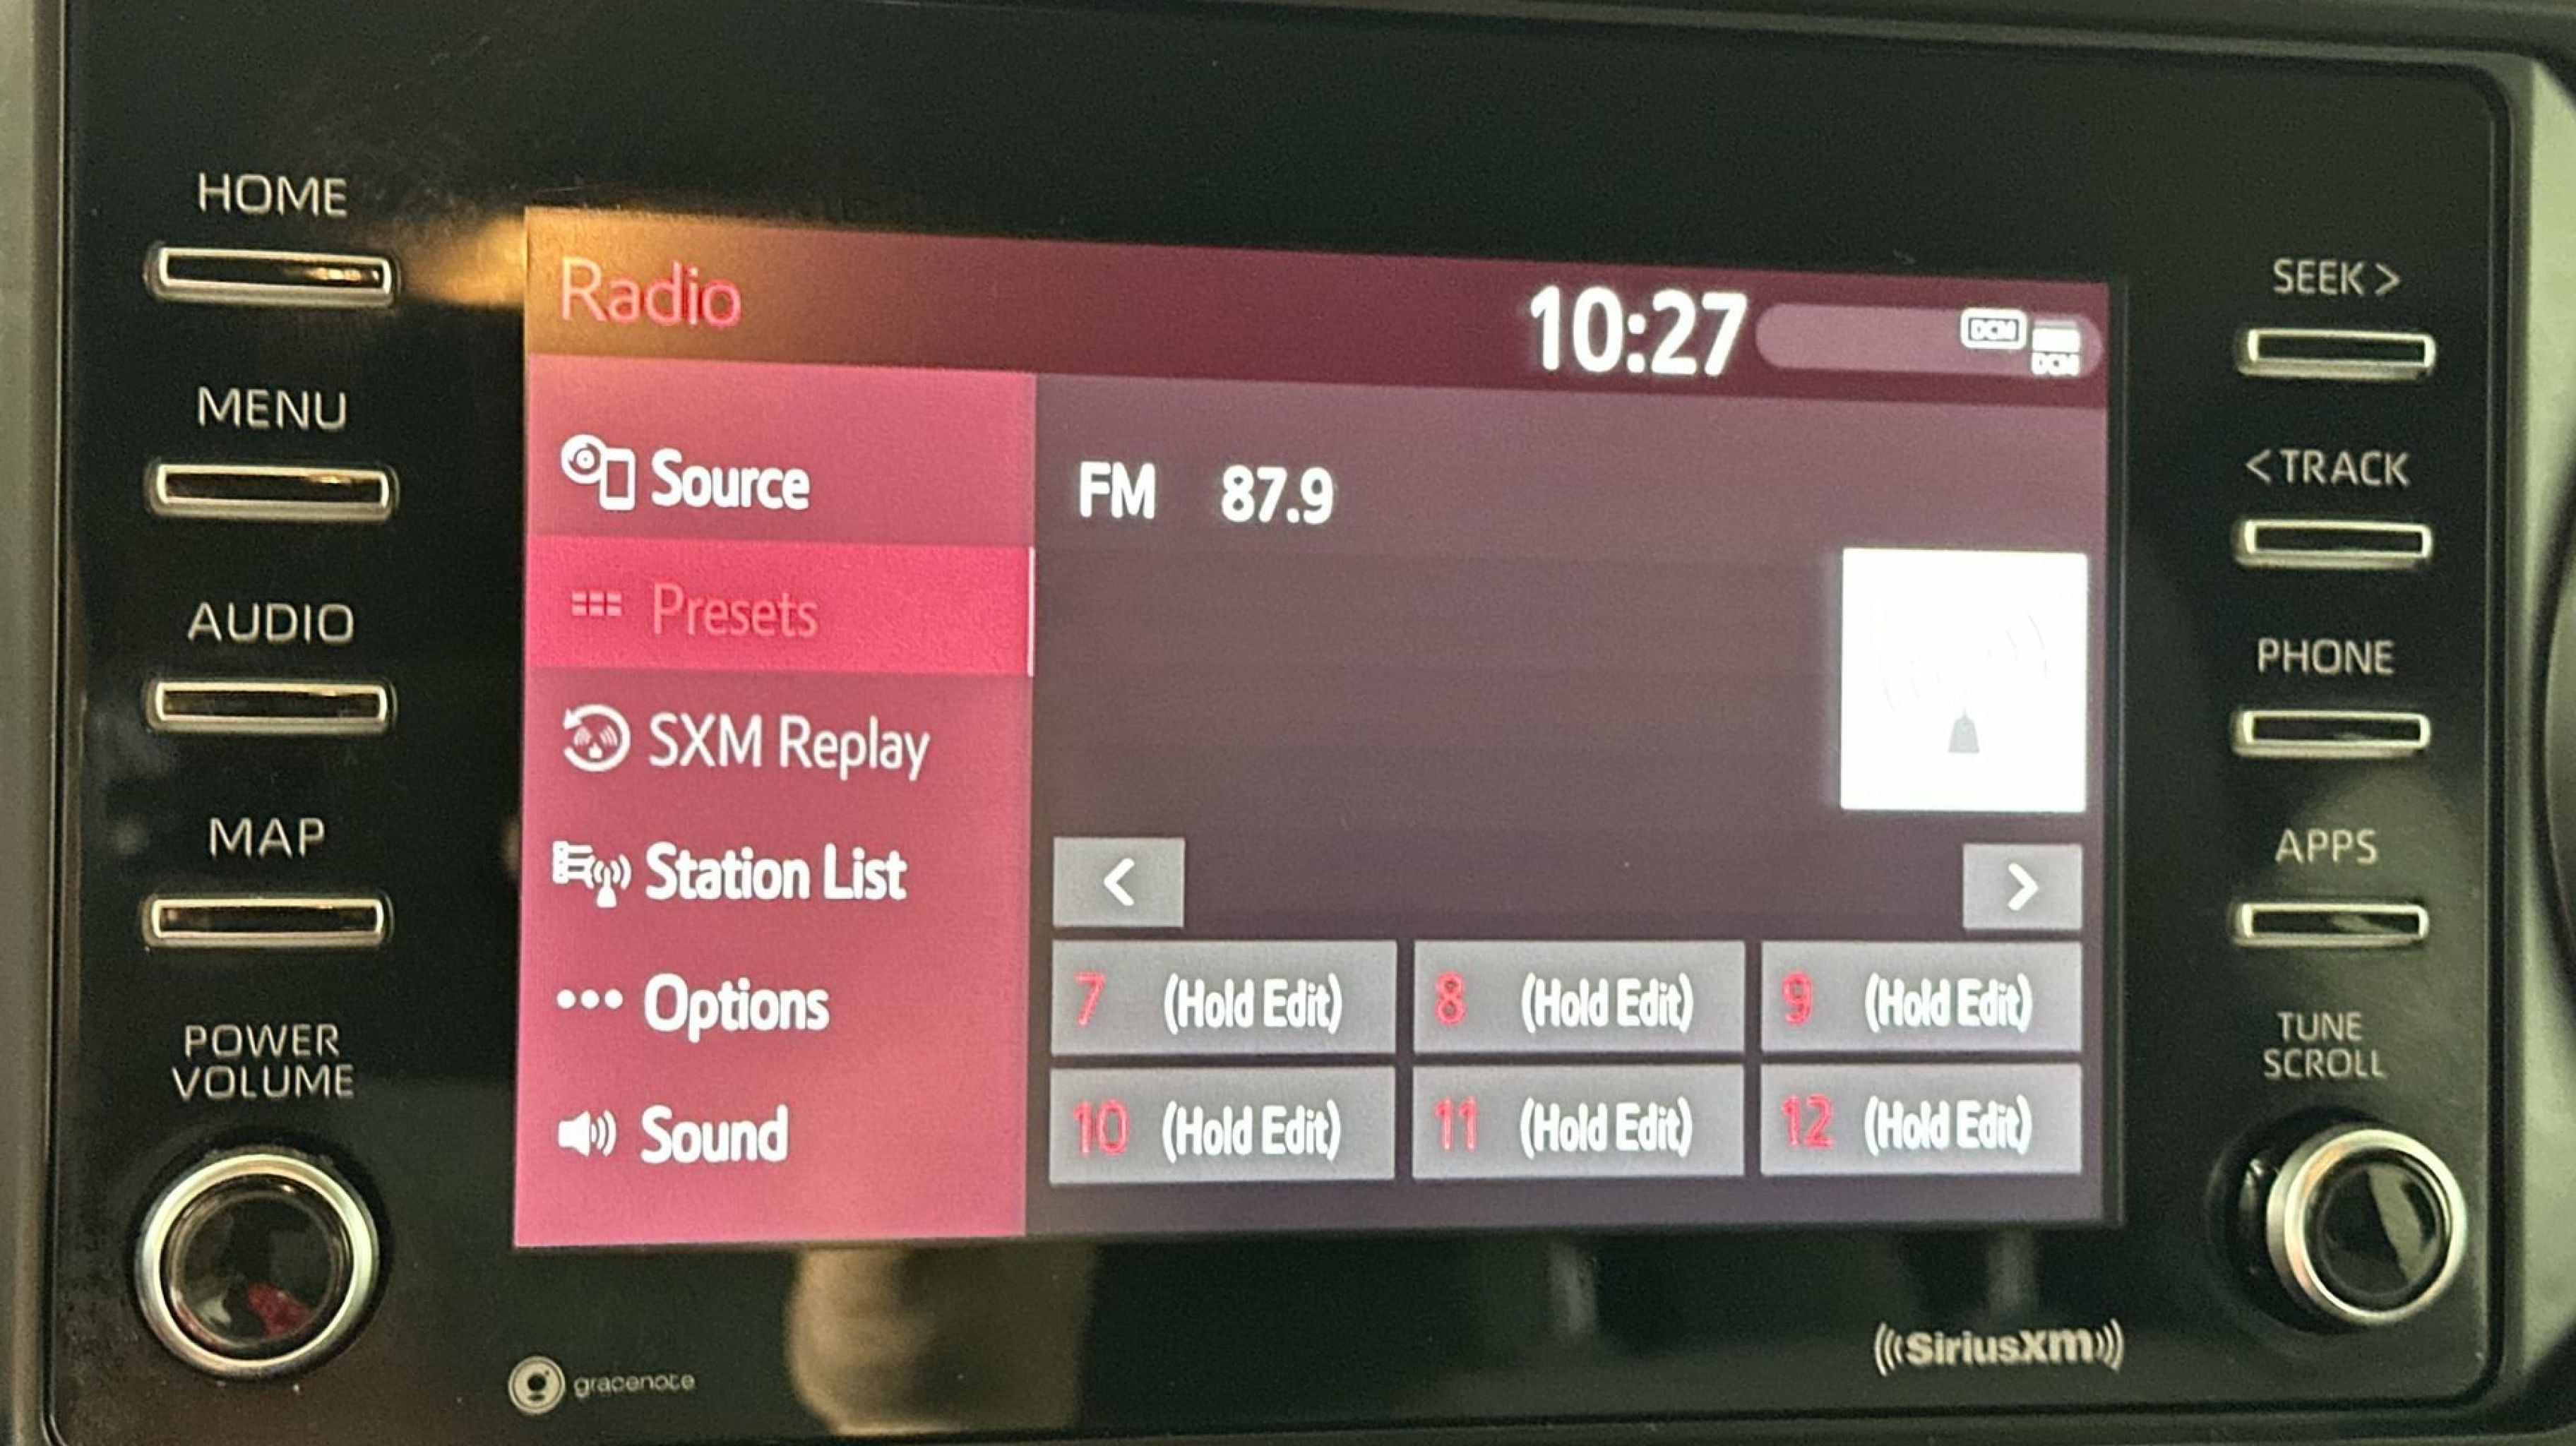 HOME
MENU
AUDIO
MAP
POWER
VOLUME
Radio
10:27
DCM
DCM
Source
Presets
SXM Replay
Station List
Options
Sound
FM 87.9
<
>
7 (Hold Edit) 8 (Hold Edit) 9 (Hold Edit)
10 (Hold Edit) 11 (Hold Edit) 12 (Hold Edit)
SEEK >
< TRACK
PHONE
APPS
TUNE
SCROLL
gracenote
SiriusXM